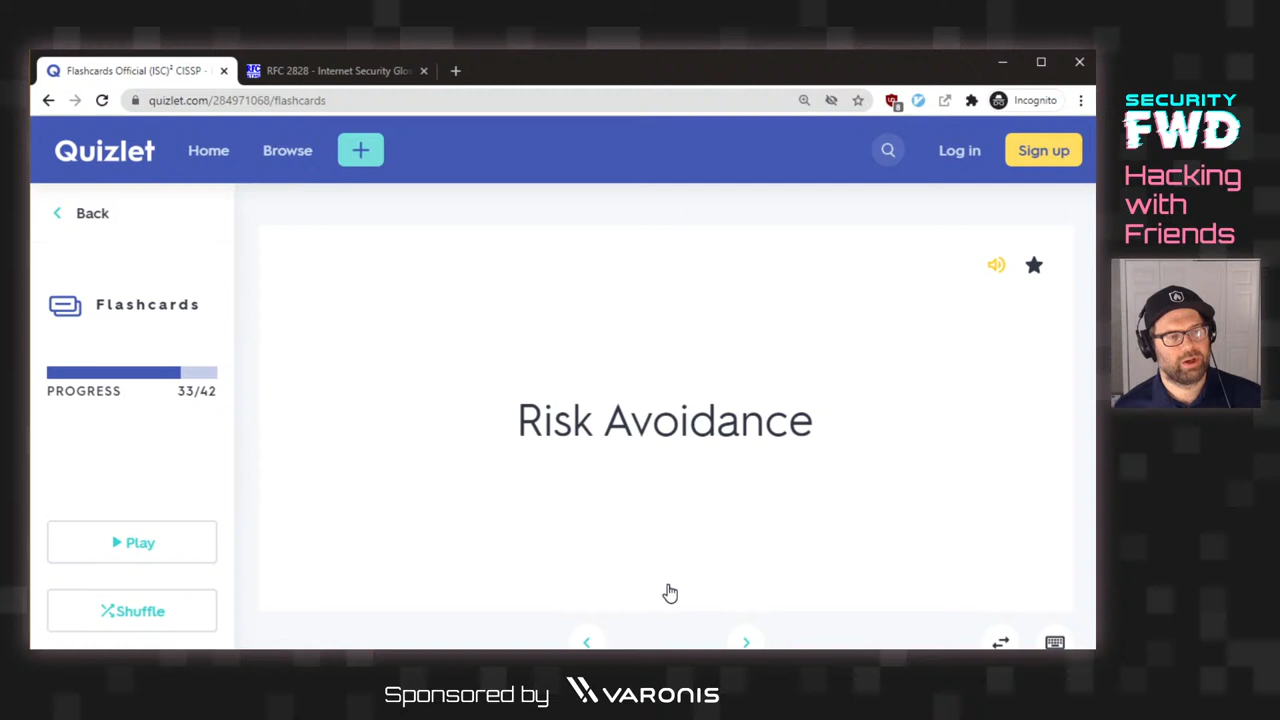 Flashcards Official (ISC)² CISSP -
RFC 2828 - Internet Security Glos
quizlet.com/284971068/flashcards
8
Incognito
Quizlet
Home
Browse
Log in
Sign up
Back
Flashcards
PROGRESS 33/42
Play
Shuffle
Risk Avoidance
SECURITY
FWD
Hacking
with
Friends
Sponsored by VARONIS